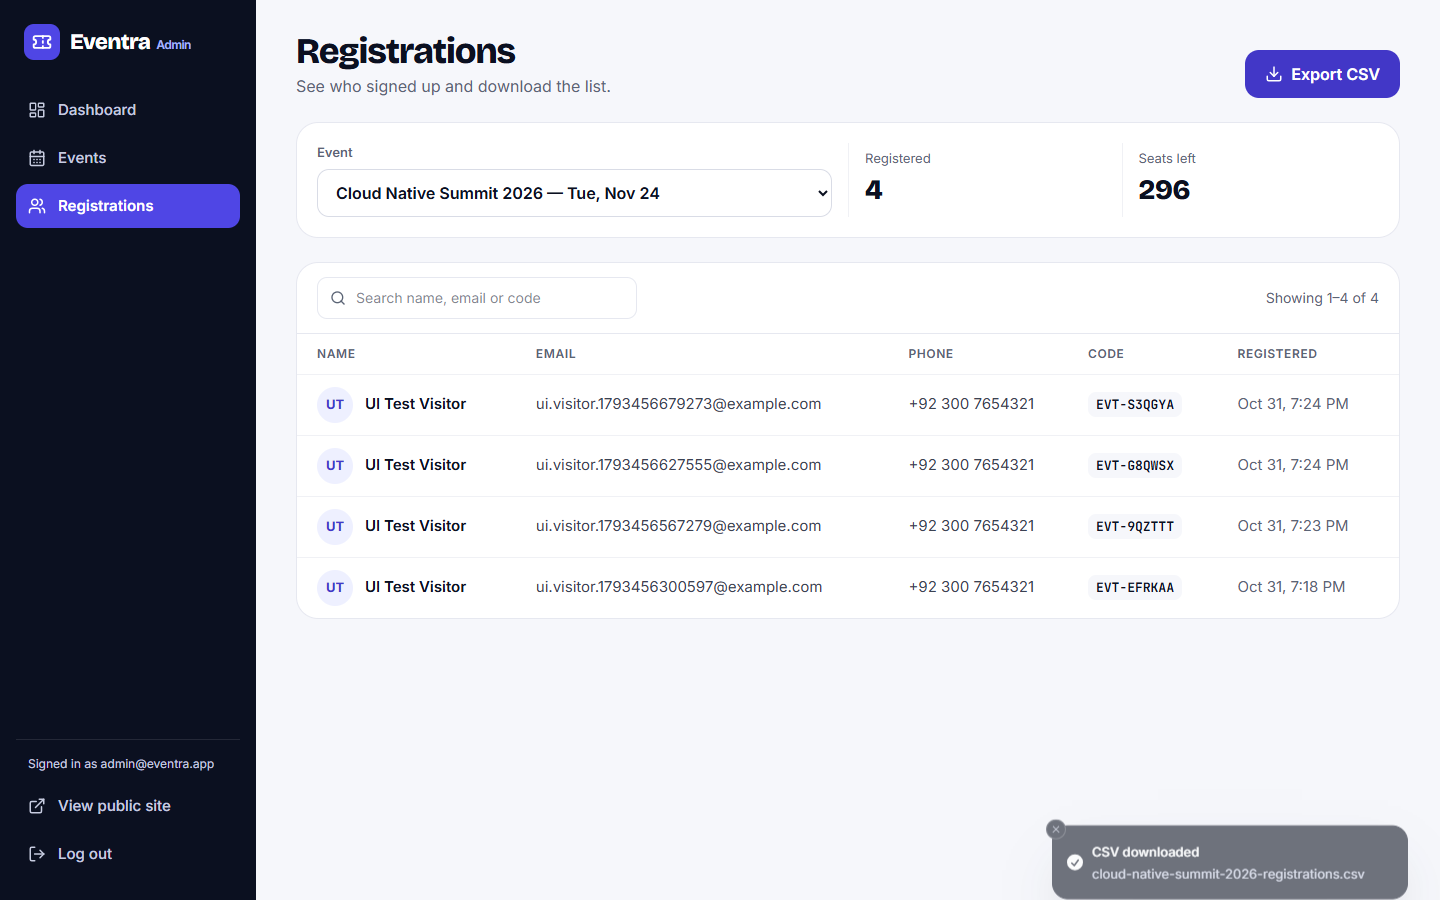 Eventra Admin
Dashboard
Events
Registrations
Signed in as admin@eventra.app
View public site
Log out
Registrations
See who signed up and download the list.
Export CSV
Event
Cloud Native Summit 2026 — Tue, Nov 24
Registered
4
Seats left
296
Search name, email or code
Showing 1–4 of 4
NAME EMAIL PHONE CODE REGISTERED
UT UI Test Visitor ui.visitor.1793456679273@example.com +92 300 7654321 EVT-S3QGYA Oct 31, 7:24 PM
UT UI Test Visitor ui.visitor.1793456627555@example.com +92 300 7654321 EVT-G8QWSX Oct 31, 7:24 PM
UT UI Test Visitor ui.visitor.1793456567279@example.com +92 300 7654321 EVT-9QZTTT Oct 31, 7:23 PM
UT UI Test Visitor ui.visitor.1793456300597@example.com +92 300 7654321 EVT-EFRKAA Oct 31, 7:18 PM
CSV downloaded
cloud-native-summit-2026-registrations.csv